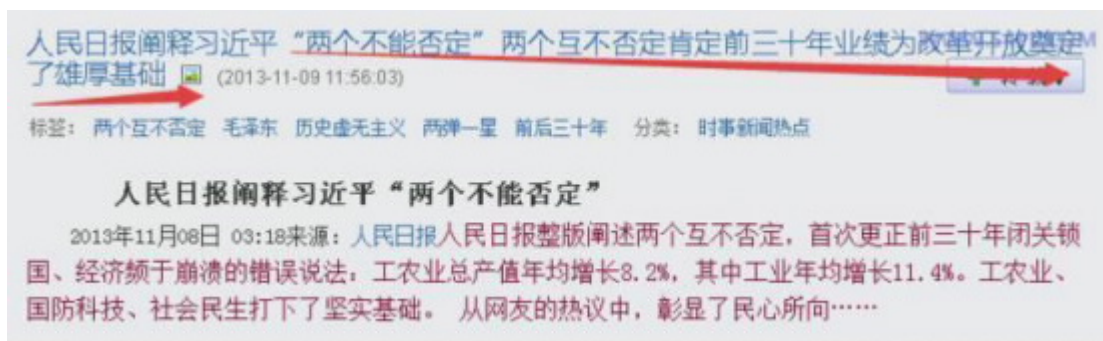 人民日报阐释习近平“两个不能否定”两个互不否定肯定前三十年业绩为改革开放奠定
了雄厚基础 (2013-11-09 11:56:03)
标签: 两个互不否定 毛泽东 历史虚无主义 两弹一星 前后三十年 分类: 时事新闻热点
人民日报阐释习近平“两个不能否定”
2013年11月08日 03:18来源: 人民日报人民日报整版阐述两个互不否定, 首次更正前三十年闭关锁
国、经济频于崩溃的错误说法: 工农业总产值年均增长8.2%, 其中工业年均增长11.4%。工农业、
国防科技、社会民生打下了坚实基础。 从网友的热议中, 彰显了民心所向……